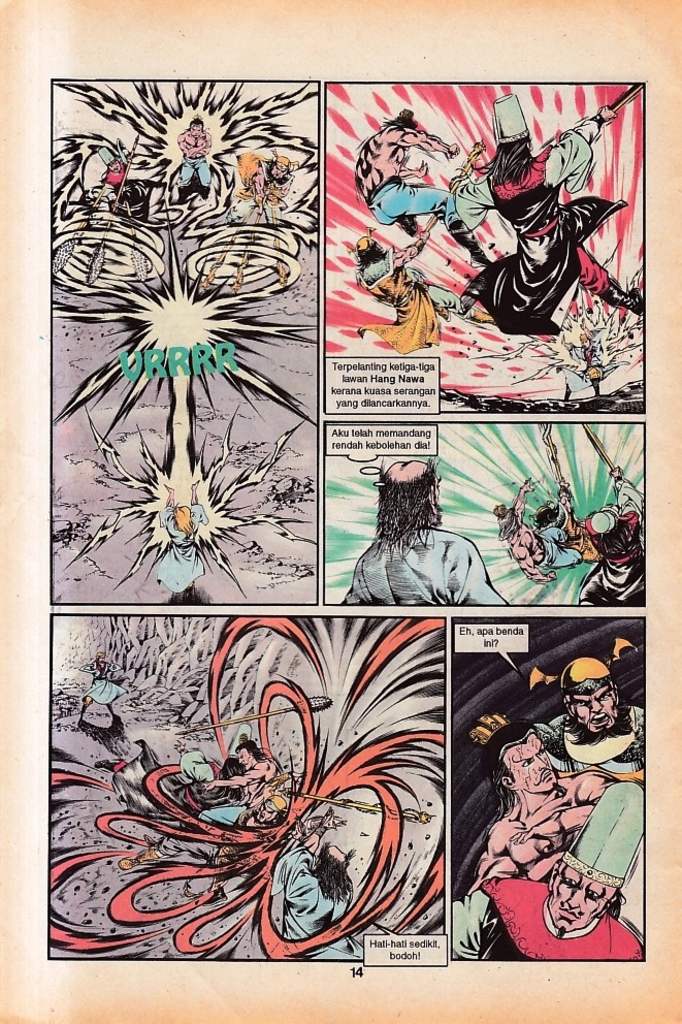 URRRR
Terpelanting ketiga-tiga
lawan Hang Nawa
kerana kuasa serangan
yang dilancarkannya.
Aku telah memandang
rendah kebolehan dia!
Hati-hati sedikit,
bodoh!
Eh, apa benda
ini?
14